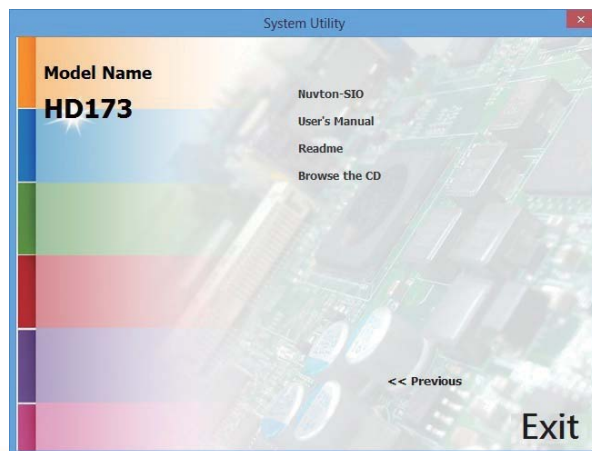 System Utility
Model Name
HD173
Nuvton-SIO
User's Manual
Readme
Browse the CD
<< Previous
Exit